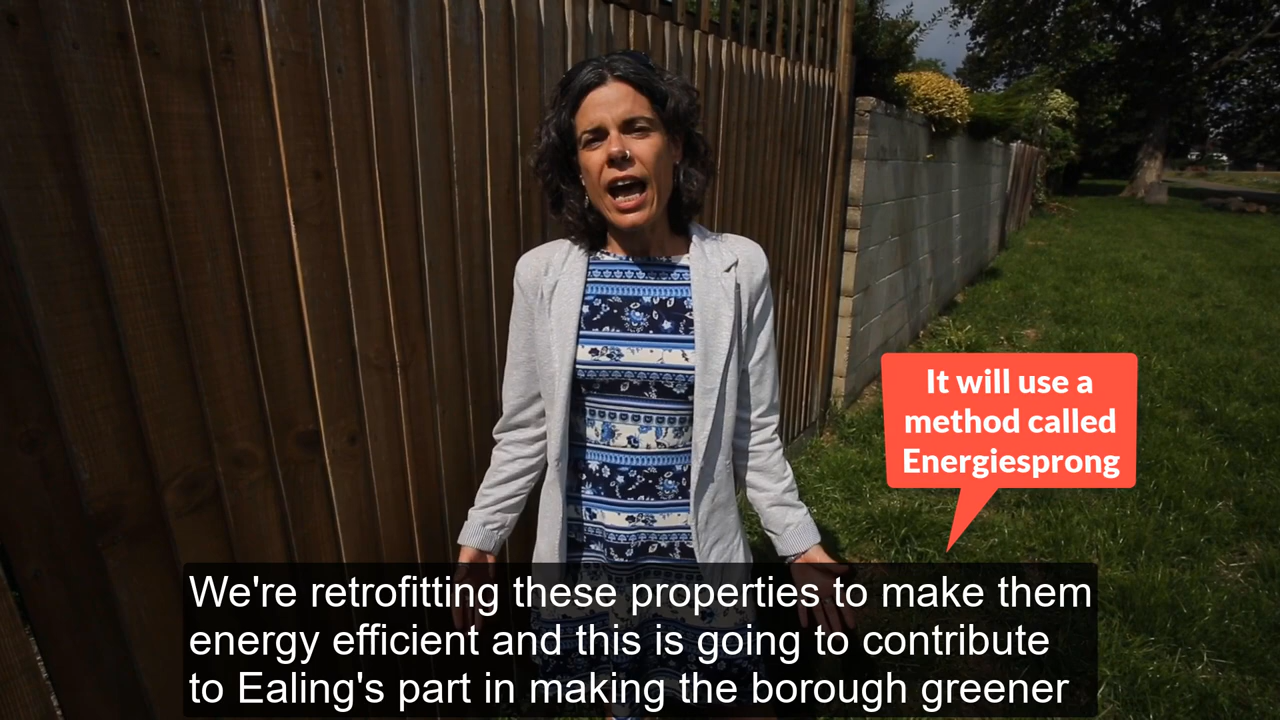 It will use a
method called
Energiesprong
We're retrofitting these properties to make them
energy efficient and this is going to contribute
to Ealing's part in making the borough greener